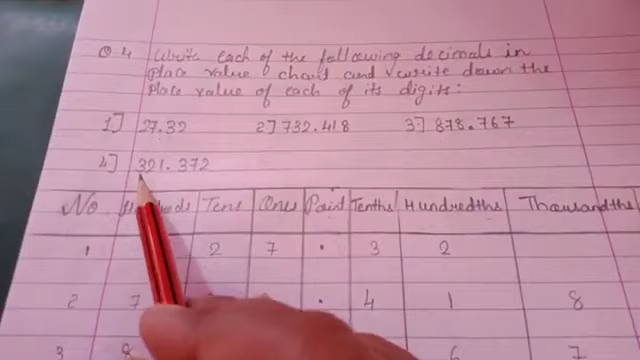 Q.4 Write each of the following decimals in
place value chart and write down the
place value of each of its digits:
1] 27.32 2] 732.418 3] 878.767
4] 321.372
No Hundreds Tens Ones Point Tenths Hundredths Thousandths
1 2 7 . 3 2
2 7 . 4 1 8
3 8 6 7